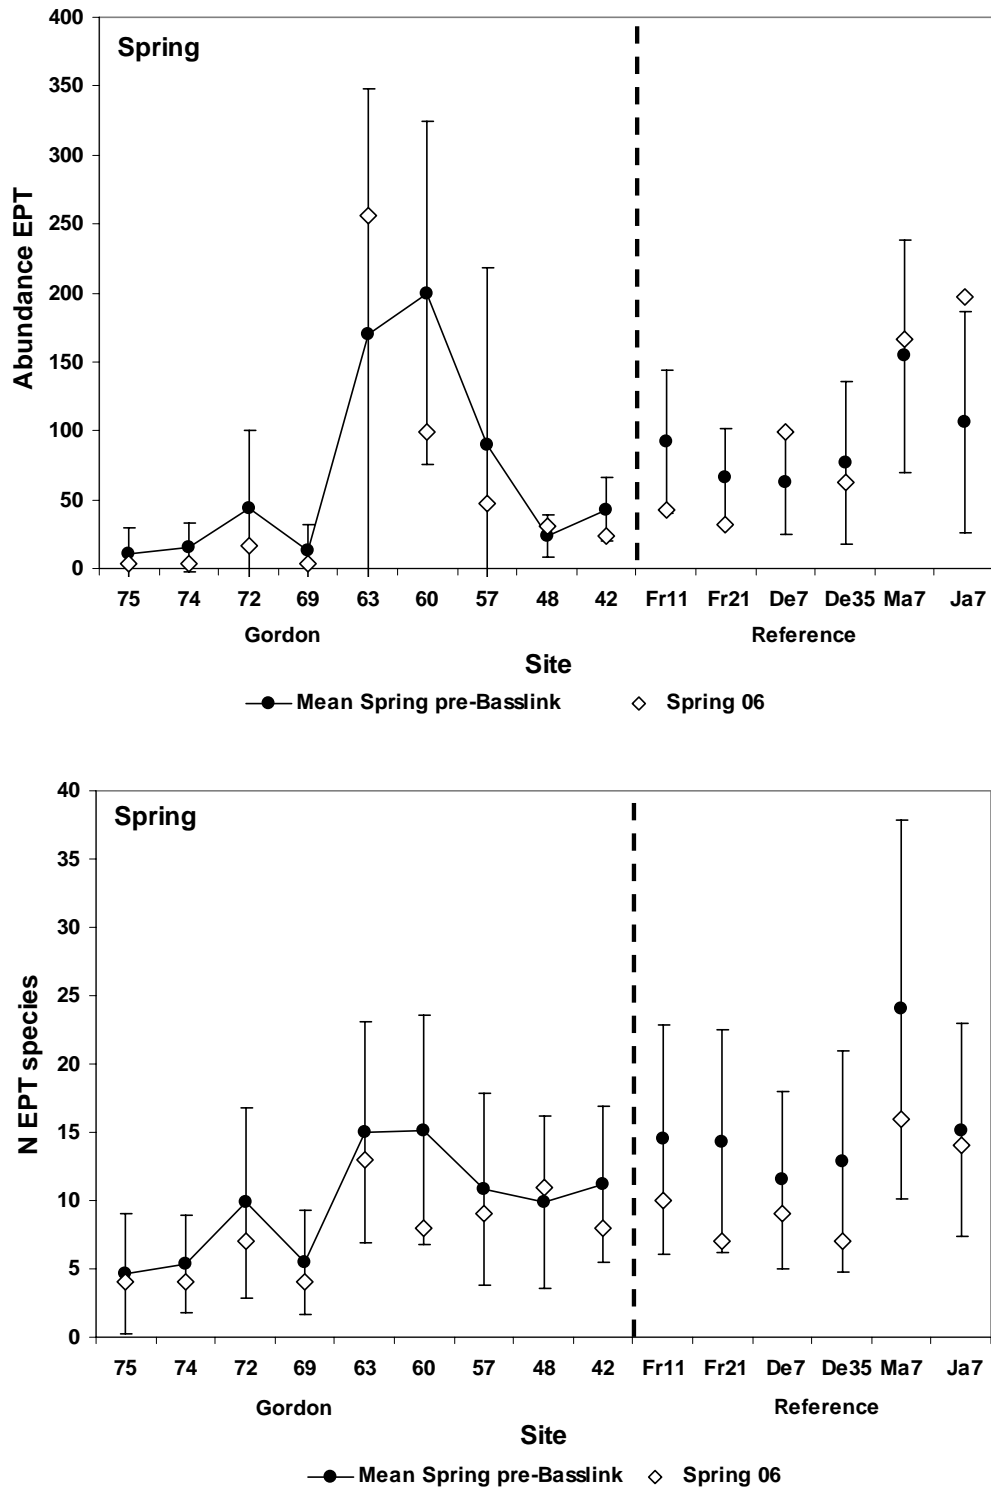 400
Spring
350
300
250
200
150
100
50
0
Abundance EPT
75 74 72 69 63 60 57 48 42 Fr11 Fr21 De7 De35 Ma7 Ja7
Gordon Reference
Site
Mean Spring pre-Basslink Spring 06
40
Spring
35
30
25
20
15
10
5
0
N EPT species
75 74 72 69 63 60 57 48 42 Fr11 Fr21 De7 De35 Ma7 Ja7
Gordon Reference
Site
Mean Spring pre-Basslink Spring 06